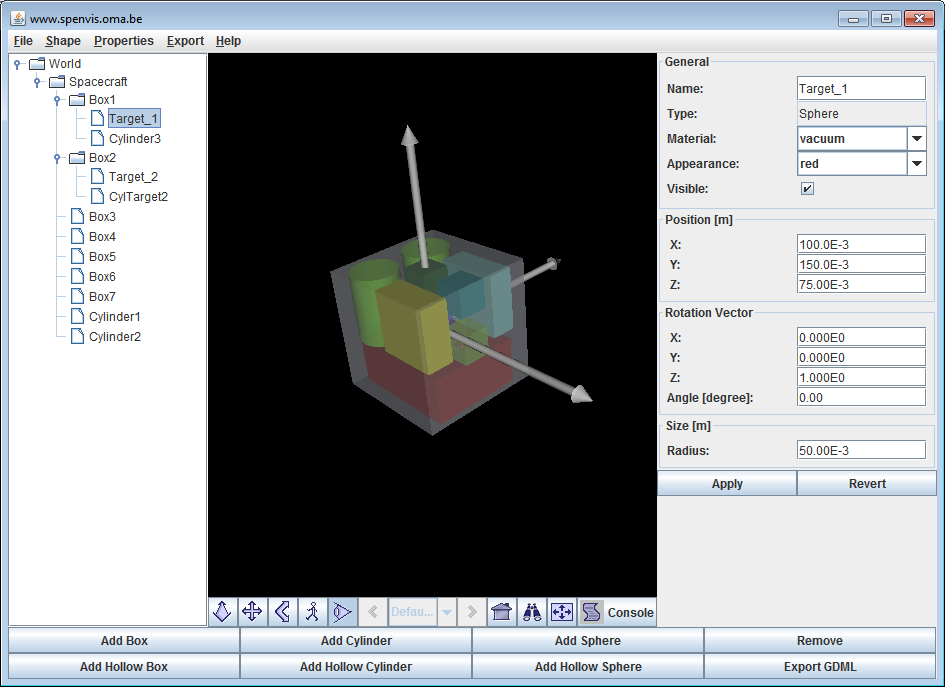 www.spenvis.oma.be
File Shape Properties Export Help
World
Spacecraft
Box1
Target_1
Cylinder3
Box2
Target_2
CylTarget2
Box3
Box4
Box5
Box6
Box7
Cylinder1
Cylinder2
General
Name: Target_1
Type: Sphere
Material: vacuum
Appearance: red
Visible:
Position [m]
X: 100.0E-3
Y: 150.0E-3
Z: 75.00E-3
Rotation Vector
X: 0.000E0
Y: 0.000E0
Z: 1.000E0
Angle [degree]: 0.00
Size [m]
Radius: 50.00E-3
Apply Revert
Defau... Console
Add Box Add Cylinder Add Sphere Remove
Add Hollow Box Add Hollow Cylinder Add Hollow Sphere Export GDML